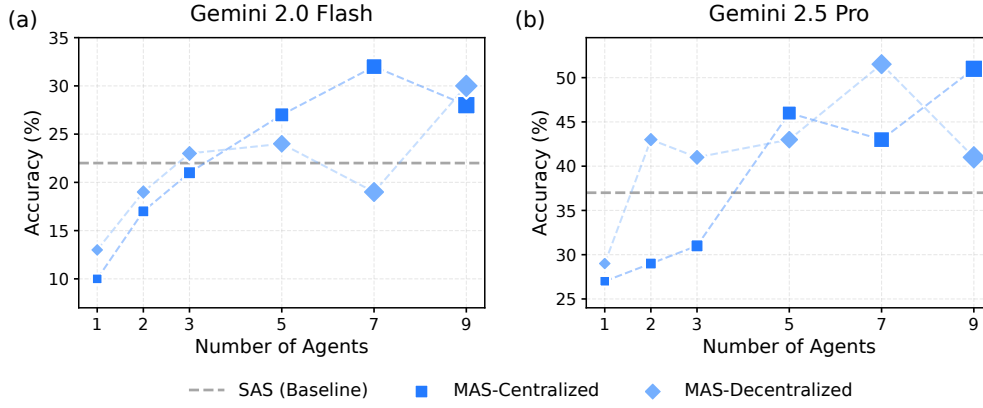 (a) Gemini 2.0 Flash
Accuracy (%)
35
30
25
20
15
10
1 2 3 5 7 9
Number of Agents
(b) Gemini 2.5 Pro
Accuracy (%)
50
45
40
35
30
25
1 2 3 5 7 9
Number of Agents
SAS (Baseline) MAS-Centralized MAS-Decentralized